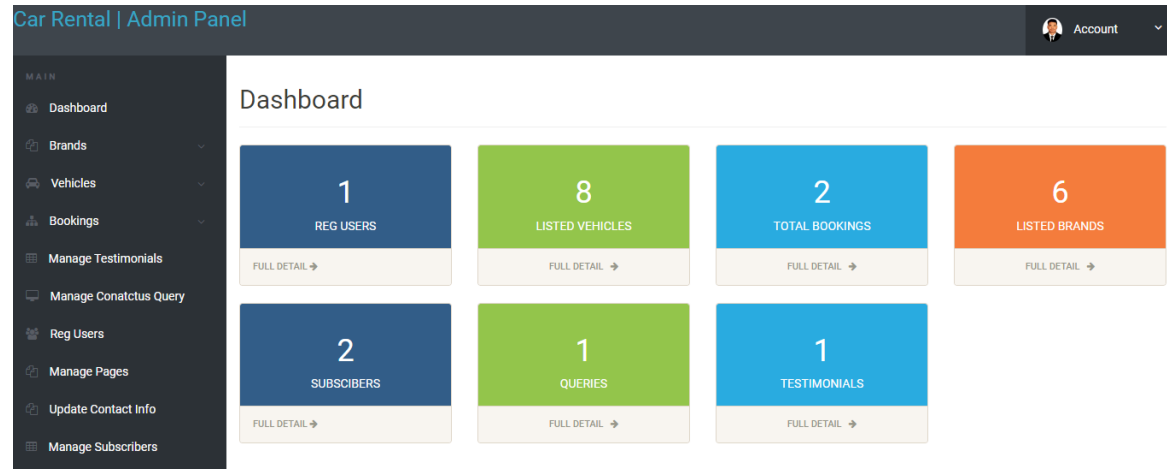 Car Rental | Admin Panel
Account
MAIN
Dashboard
Brands
Vehicles
Bookings
Manage Testimonials
Manage Conatctus Query
Reg Users
Manage Pages
Update Contact Info
Manage Subscribers
Dashboard
1
REG USERS
FULL DETAIL
8
LISTED VEHICLES
FULL DETAIL
2
TOTAL BOOKINGS
FULL DETAIL
6
LISTED BRANDS
FULL DETAIL
2
SUBSCIBERS
FULL DETAIL
1
QUERIES
FULL DETAIL
1
TESTIMONIALS
FULL DETAIL